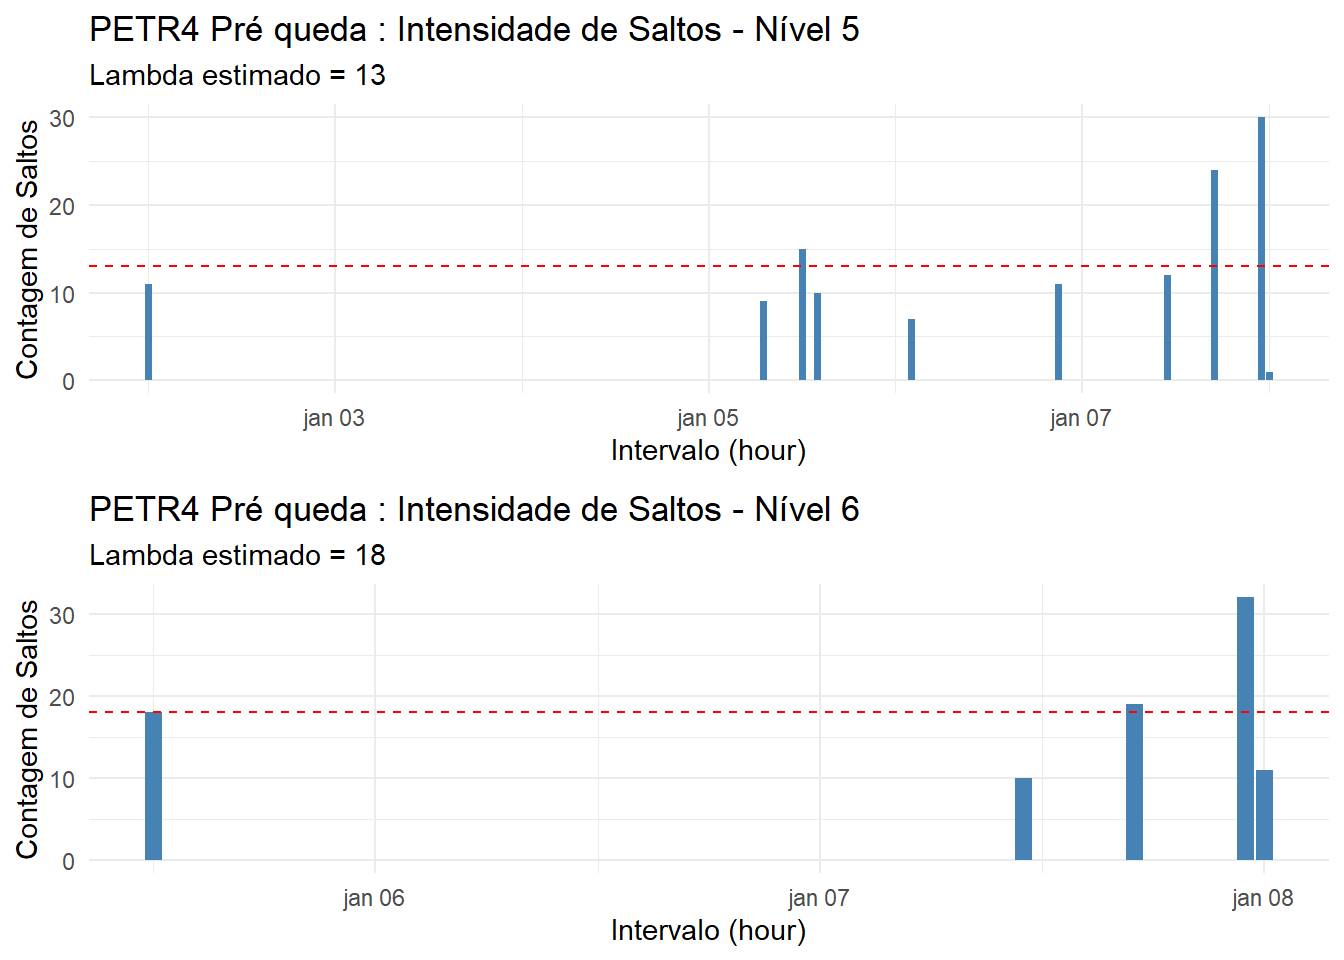 PETR4 Pré queda : Intensidade de Saltos - Nível 5
Lambda estimado = 13
Contagem de Saltos
30
20
10
0
jan 03 jan 05 jan 07
Intervalo (hour)
PETR4 Pré queda : Intensidade de Saltos - Nível 6
Lambda estimado = 18
Contagem de Saltos
30
20
10
0
jan 06 jan 07 jan 08
Intervalo (hour)